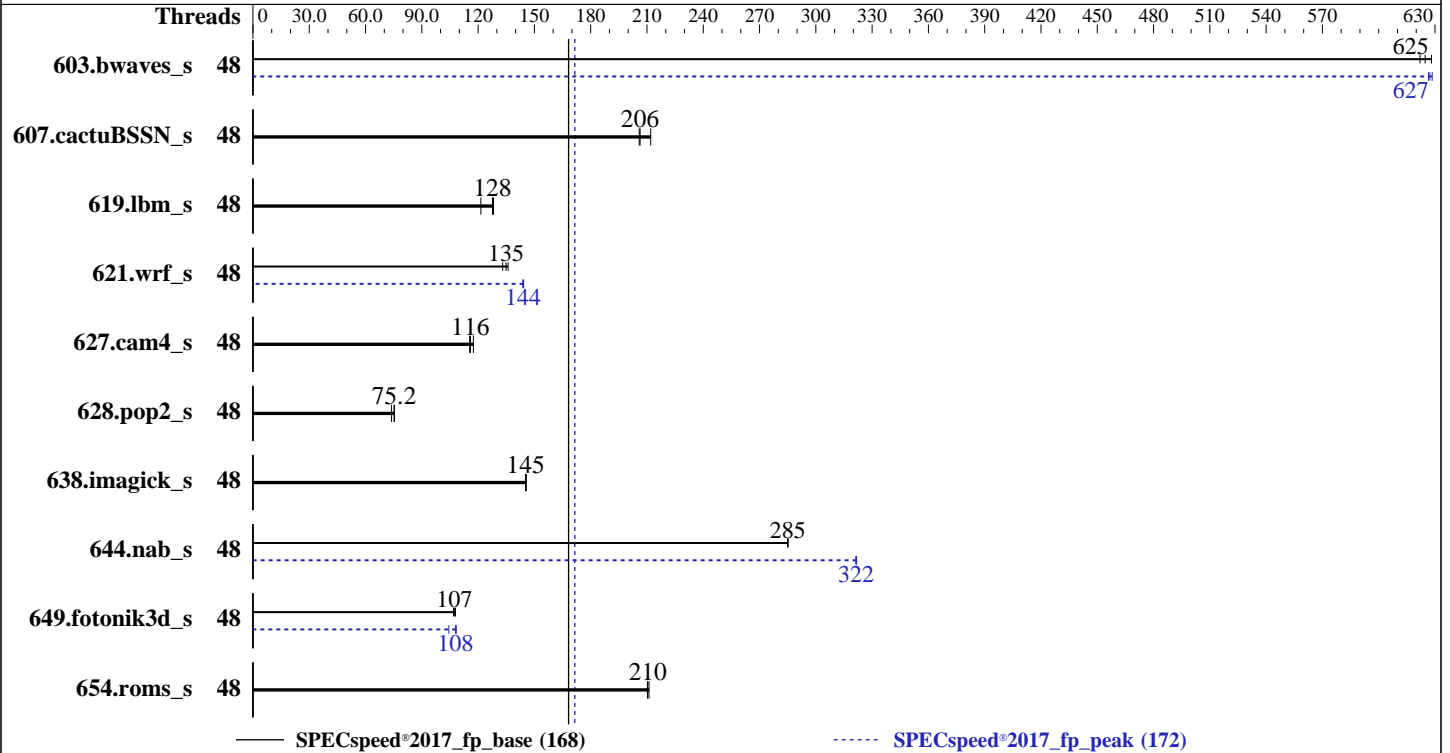 Threads 0 30.0 60.0 90.0 120 150 180 210 240 270 300 330 360 390 420 450 480 510 540 570 630
625
603.bwaves_s 48
627
206
607.cactuBSSN_s 48
128
619.lbm_s 48
135
621.wrf_s 48
144
116
627.cam4_s 48
75.2
628.pop2_s 48
145
638.imagick_s 48
285
644.nab_s 48
322
107
649.fotonik3d_s 48
108
210
654.roms_s 48
SPECspeed®2017_fp_base (168) SPECspeed®2017_fp_peak (172)